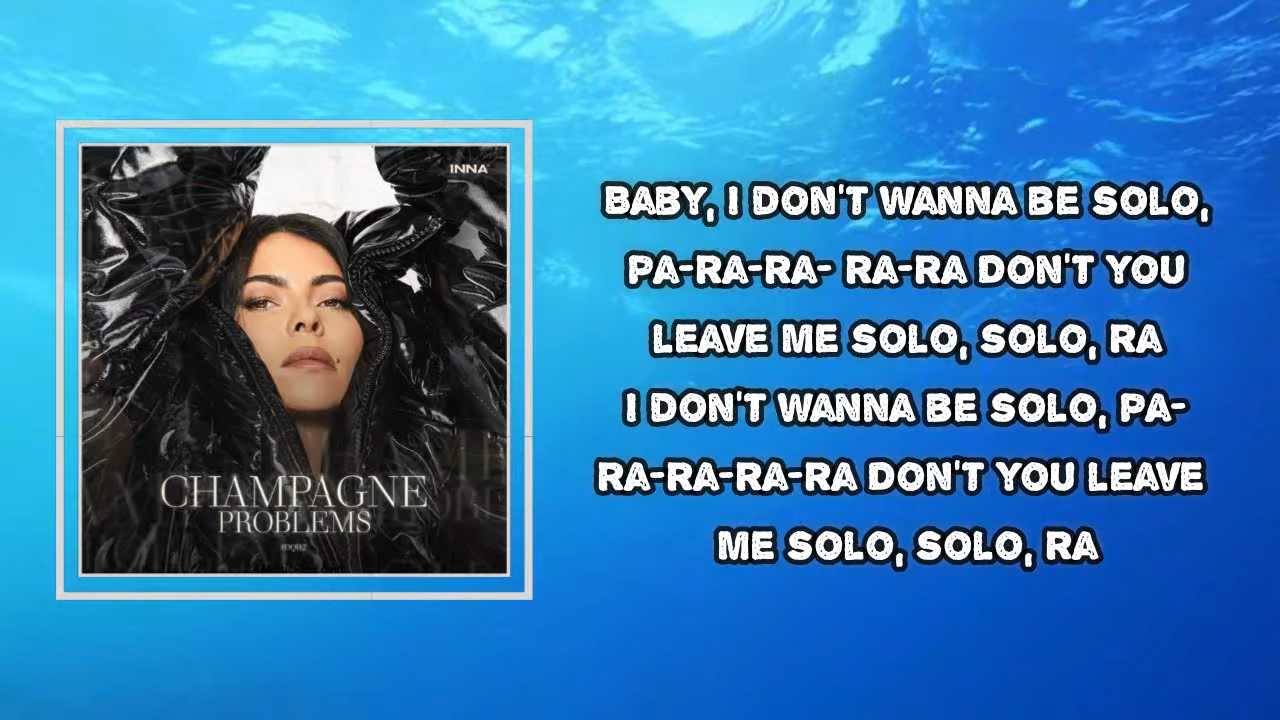 INNA
CHAMPAGNE
PROBLEMS
BABY, I DON'T WANNA BE SOLO,
PA-RA-RA- RA-RA DON'T YOU
LEAVE ME SOLO, SOLO, RA
I DON'T WANNA BE SOLO, PA-
RA-RA-RA-RA DON'T YOU LEAVE
ME SOLO, SOLO, RA